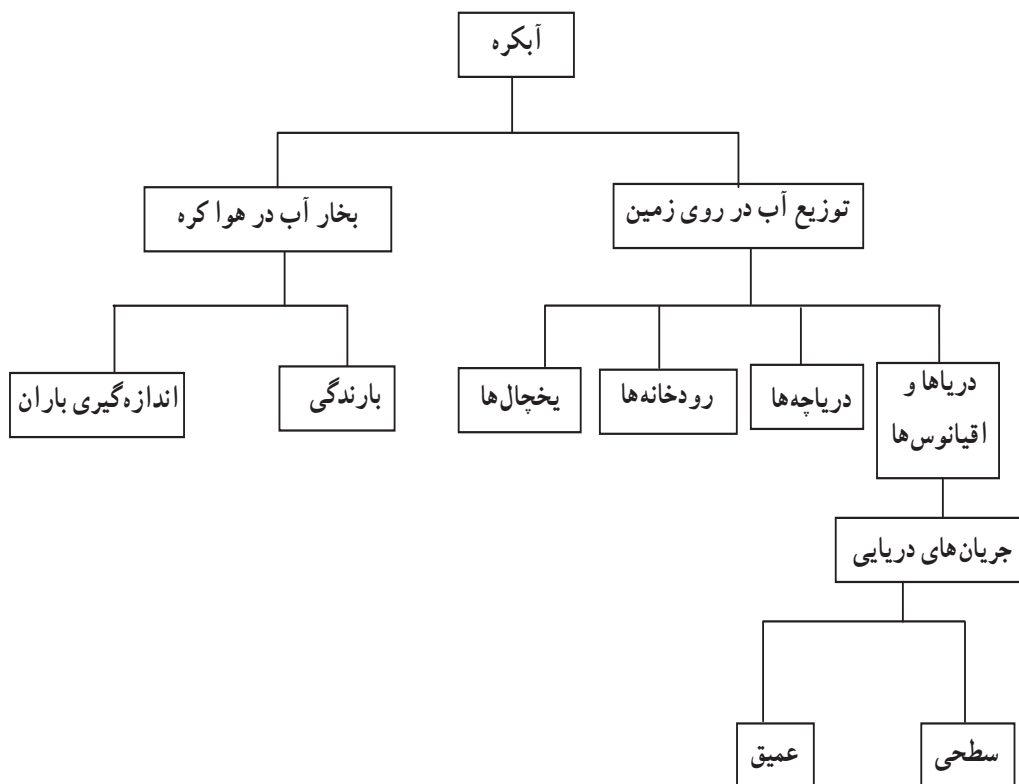 آبکره
توزیع آب در روی زمین
بخار آب در هوا کره
دریاها و
اقیانوس‌ها
دریاچه‌ها
رودخانه‌ها
یخچال‌ها
بارندگی
اندازه‌گیری باران
جریان‌های دریایی
سطحی
عمیق